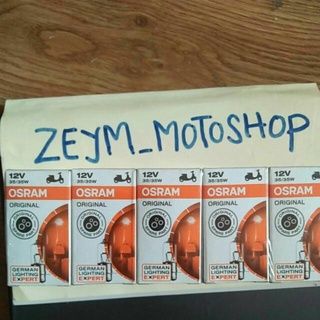 ZEYM_MOTOSHOP
12V 12V 12V 12V 12V
35/35W 35/35W 35/35W 35/35W 35/35W
OSRAM OSRAM OSRAM OSRAM OSRAM
ORIGINAL ORIGINAL ORIGINAL ORIGINAL ORIGINAL
GERMAN GERMAN GERMAN GERMAN GERMAN
LIGHTING LIGHTING LIGHTING LIGHTING LIGHTING
EXPERT EXPERT EXPERT EXPERT EXPERT